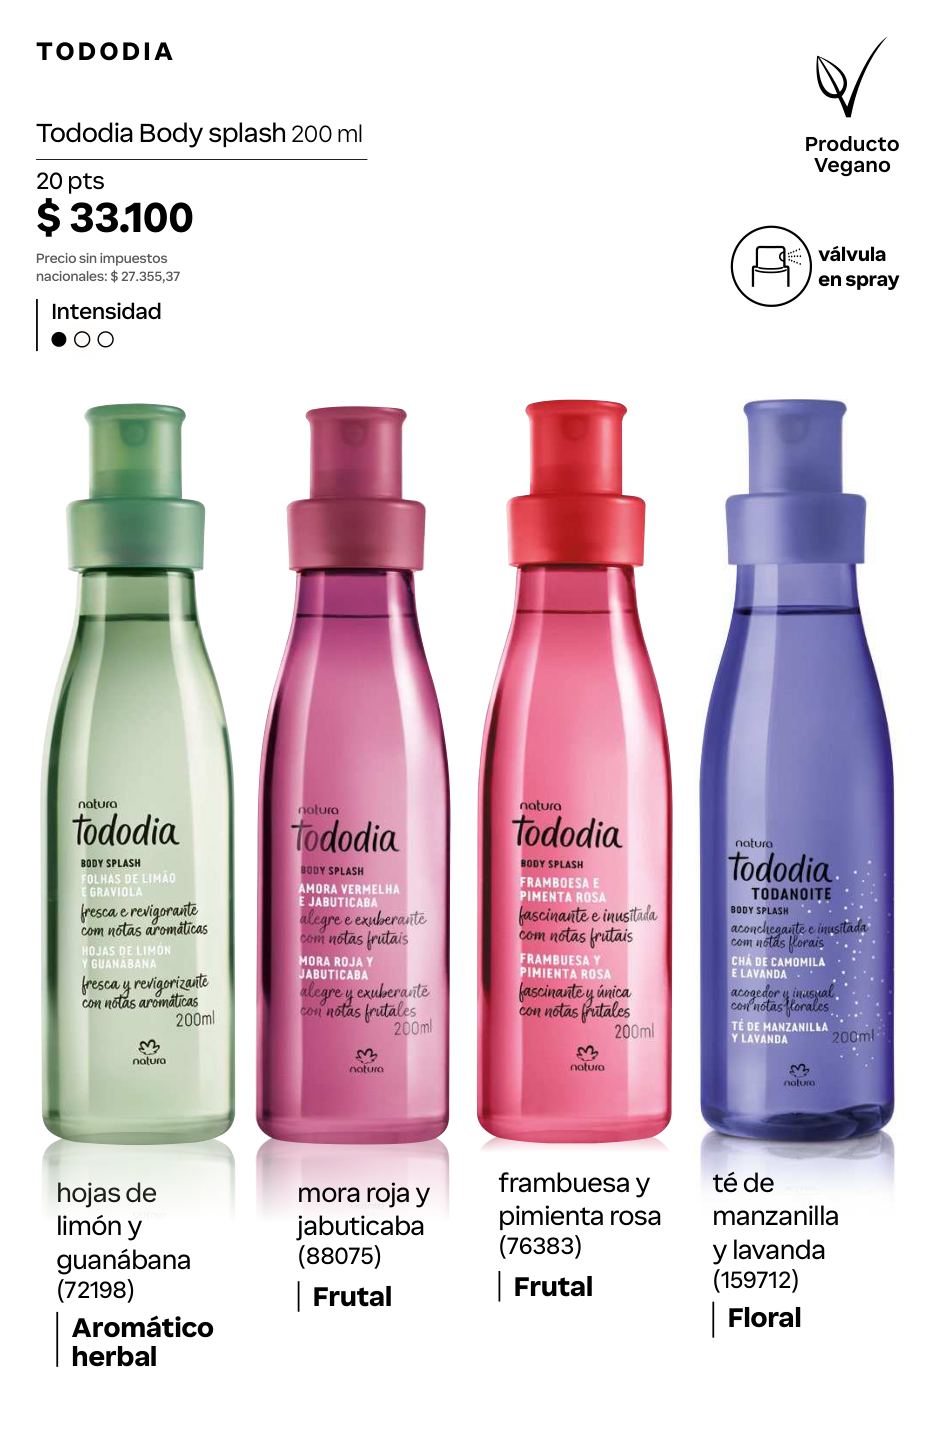 TODODIA
Producto
Vegano
Tododia Body splash 200 ml
20 pts
$ 33.100
Precio sin impuestos
nacionales: $ 27.355,37
Intensidad
válvula
en spray
natura
tododia
BODY SPLASH
FOLHAS DE LIMÃO
E GRAVIOLA
fresca e revigorante
com notas aromáticas
HOJAS DE LIMÓN
Y GUANÁBANA
fresca y revigorizante
con notas aromáticas
200ml
natura
natura
tododia
BODY SPLASH
AMORA VERMELHA
E JABUTICABA
alegre e exuberante
com notas frutais
MORA ROJA Y
JABUTICABA
alegre y exuberante
con notas frutales
200ml
natura
natura
tododia
BODY SPLASH
FRAMBOESA E
PIMENTA ROSA
fascinante e inusitada
com notas frutais
FRAMBUESA Y
PIMIENTA ROSA
fascinante y única
con notas frutales
200ml
natura
natura
Tododia
TODANOITE
BODY SPLASH
aconchegante e inusitada
com notas florais
CHÁ DE CAMOMILA
E LAVANDA
acogedor y inusual
con notas florales
TÉ DE MANZANILLA
Y LAVANDA
200ml
natura
hojas de
limón y
guanábana
(72198)
Aromático
herbal
mora roja y
jabuticaba
(88075)
Frutal
frambuesa y
pimienta rosa
(76383)
Frutal
té de
manzanilla
y lavanda
(159712)
Floral